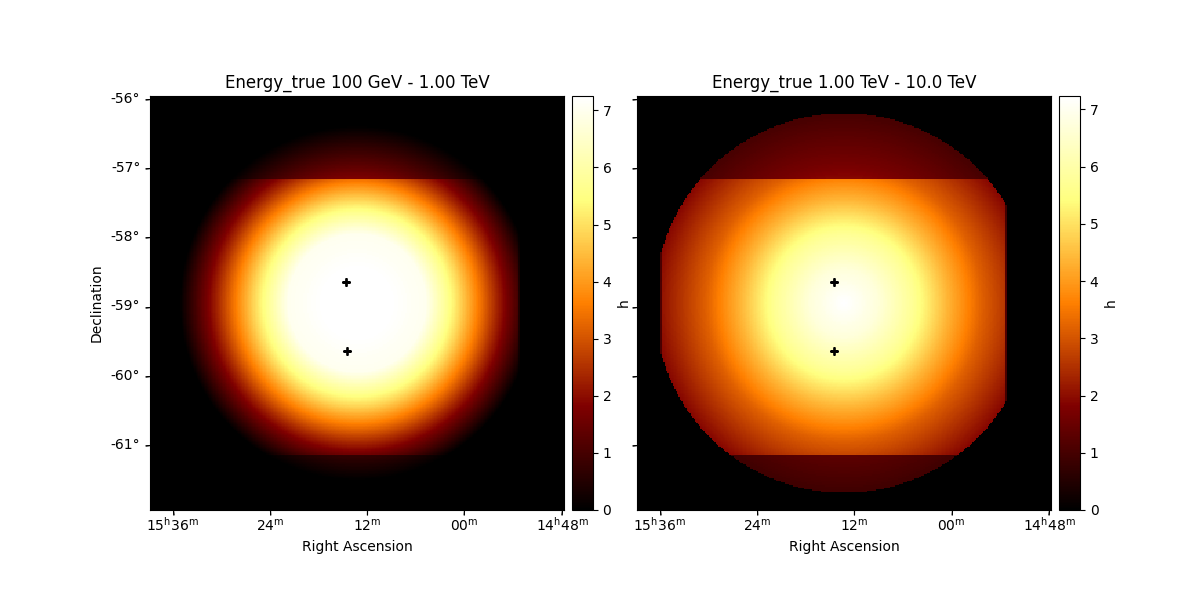 Energy_true 100 GeV - 1.00 TeV
Energy_true 1.00 TeV - 10.0 TeV
-56°
-57°
-58°
-59°
-60°
-61°
Declination
15ʰ36ᵐ
24ᵐ
12ᵐ
00ᵐ
14ʰ48ᵐ
Right Ascension
7
6
5
4
3
2
1
0
h
15ʰ36ᵐ
24ᵐ
12ᵐ
00ᵐ
14ʰ48ᵐ
Right Ascension
7
6
5
4
3
2
1
0
h